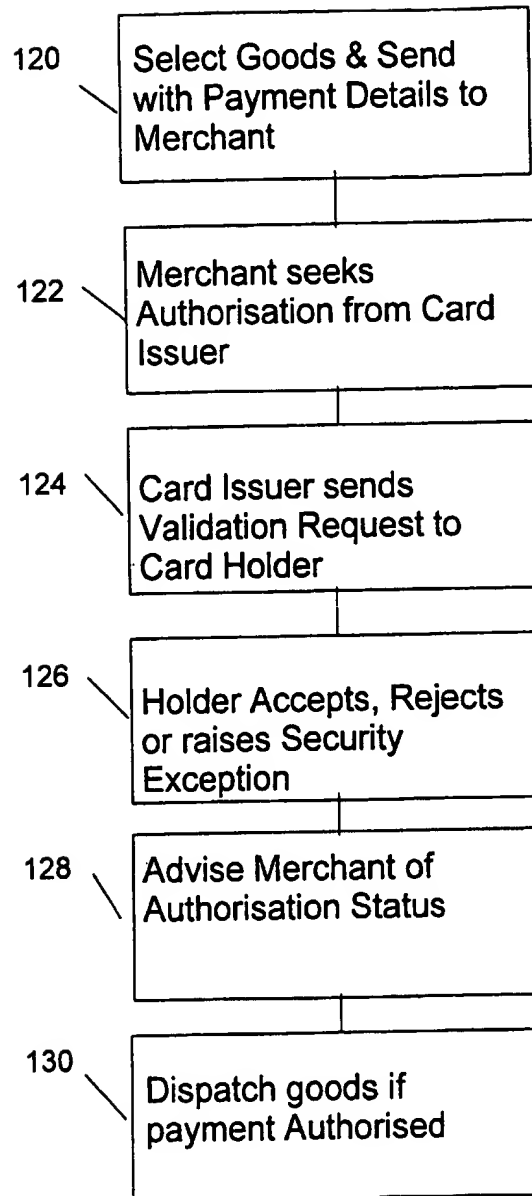 120
Select Goods & Send
with Payment Details to
Merchant
122
Merchant seeks
Authorisation from Card
Issuer
124
Card Issuer sends
Validation Request to
Card Holder
126
Holder Accepts, Rejects
or raises Security
Exception
128
Advise Merchant of
Authorisation Status
130
Dispatch goods if
payment Authorised